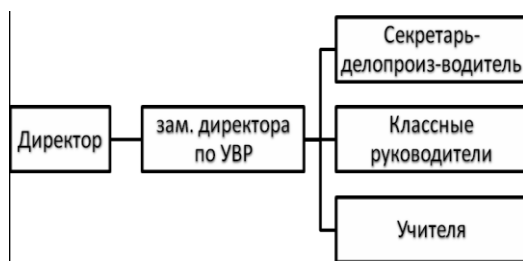 Директор
зам. директора
по УВР
Секретарь-
делопроиз-водитель
Классные
руководители
Учителя